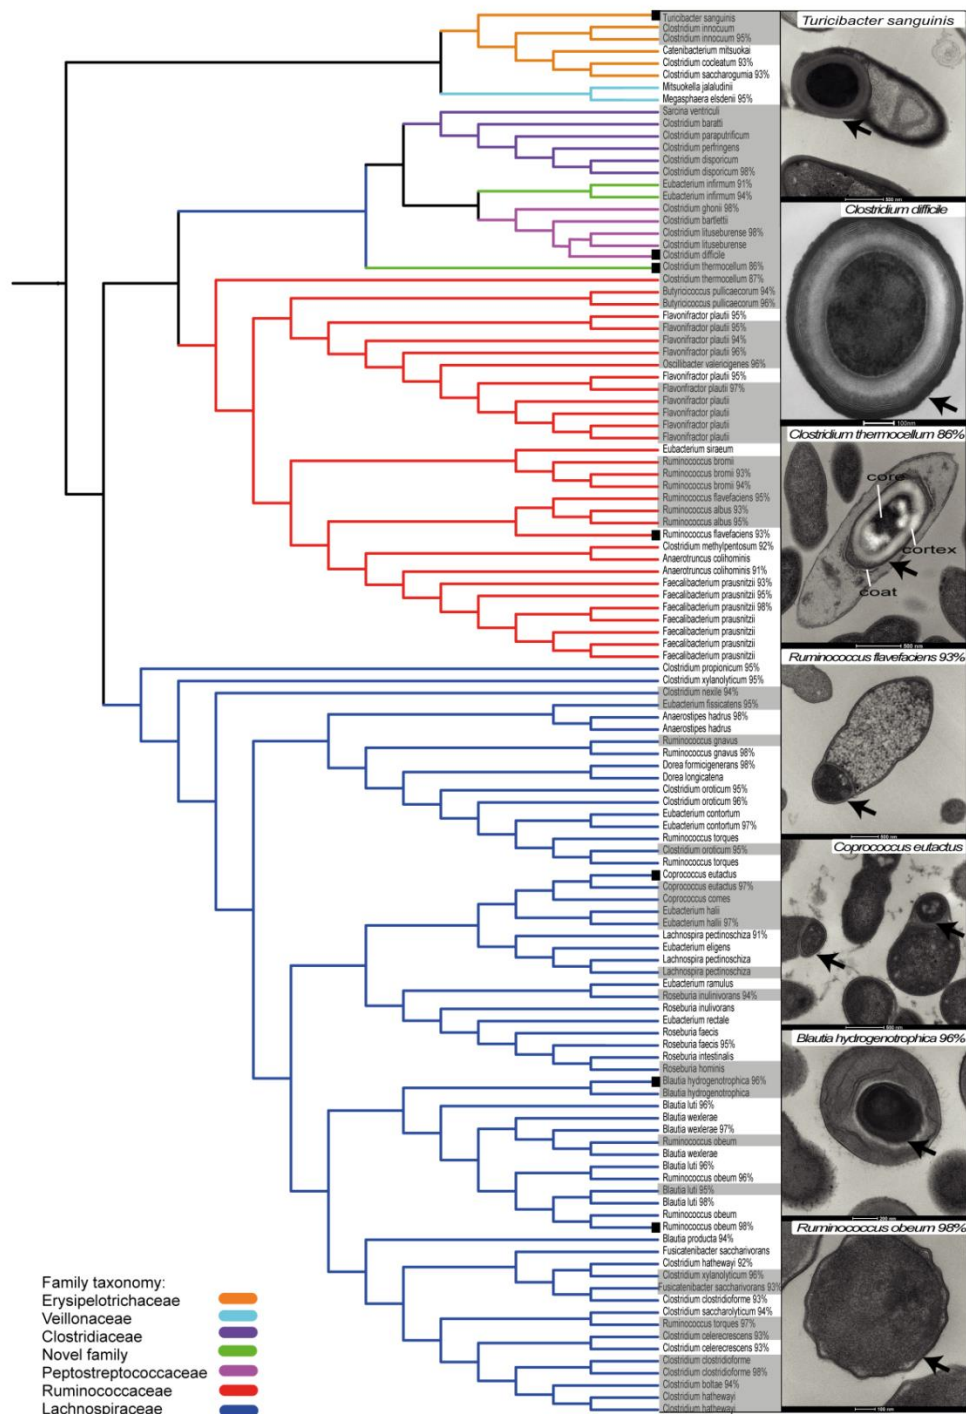 Turicibacter sanguinis
Clostridium innocuum
Clostridium innocuum 95%
Catenibacterium mitsuokai
Clostridium cocleatum 93%
Clostridium saccharogumia 93%
Mitsuokella jalaludinii
Megasphaera elsdenii 95%
Sarcina ventriculi
Clostridium baratti
Clostridium paraputrificum
Clostridium perfringens
Clostridium disporicum
Clostridium disporicum 98%
Eubacterium infirmum 91%
Eubacterium infirmum 94%
Clostridium ghonii 98%
Clostridium bartlettii
Clostridium lituseburense 98%
Clostridium lituseburense
Clostridium difficile
Clostridium thermocellum 86%
Clostridium thermocellum 87%
Butyricicoccus pullicaecorum 94%
Butyricicoccus pullicaecorum 96%
Flavonifractor plautii 95%
Flavonifractor plautii 95%
Flavonifractor plautii 94%
Flavonifractor plautii 96%
Oscillibacter valericigenes 96%
Flavonifractor plautii 95%
Flavonfractor plautii 97%
Flavonifractor plautii
Flavonifractor plautii
Flavonifractor plautii
Flavonifractor plautii
Eubacterium siraeum
Ruminococcus bromii
Ruminococcus bromii 93%
Ruminococcus bromii 94%
Ruminococcus flavefaciens 95%
Ruminococcus albus 93%
Ruminococcus albus 95%
Ruminococcus flavefaciens 93%
Clostridium methylpentosum 92%
Anaerotruncus colihominis
Anaerotruncus colihominis 91%
Faecalibacterium prausnitzii 93%
Faecalibacterium prausnitzii 95%
Faecalibacterium prausnitzii 98%
Faecalibacterium prausnitzii
Faecalibacterium prausnitzii
Faecalibacterium prausnitzii
Faecalibacterium prausnitzii
Clostridium propionicum 95%
Clostridium xylanolyticum 95%
Clostridium nexile 94%
Eubacterium fissicatens 95%
Anaerostipes hadrus 98%
Anaerostipes hadrus
Ruminococcus gnavus
Ruminococcus gnavus 98%
Dorea formicigenerans 98%
Dorea longicatena
Clostridium oroticum 95%
Clostridium oroticum 96%
Eubacterium contortum
Eubacterium contortum 97%
Ruminococcus torques
Clostridium oroticum 95%
Ruminococcus torques
Coprococcus eutactus
Coprococcus eutactus 97%
Coprococcus comes
Eubacterium halii
Eubacterium hallii 97%
Lachnospira pectinoschiza 91%
Eubacterium eligens
Lachnospira pectinoschiza
Lachnospira pectinoschiza
Eubacterium ramulus
Roseburia inulinivorans 94%
Roseburia inulivorans
Eubacterium rectale
Roseburia faecis
Roseburia faecis 95%
Roseburia intestinalis
Roseburia hominis
Blautia hydrogenotrophica 96%
Blautia hydrogenotrophica
Blautia luti 96%
Blautia wexlerae
Blautia wexlerae 97%
Ruminococcus obeum
Blautia wexlerae
Blautia luti 96%
Ruminococcus obeum 96%
Blautia luti 95%
Blautia luti 98%
Ruminococcus obeum
Ruminococcus obeum 98%
Blautia producta 94%
Fusicatenibacter saccharivorans
Clostridium hathewayi 92%
Clostridium xylanolyticum 96%
Fusicatenibacter saccharivorans 93%
Clostridium clostridioforme 93%
Clostridium saccharolyticum 94%
Ruminococcus torques 97%
Clostridium celerecrescens 93%
Clostridium celerecrescens 93%
Clostridium clostridioforme
Clostridium clostridioforme 98%
Clostridium boltae 94%
Clostridium hathewayi
Clostridium hathewayi
Family taxonomy:
Erysipelotrichaceae
Veillonaceae
Clostridiaceae
Novel family
Peptostreptococcaceae
Ruminococcaceae
Lachnospiraceae
Turicibacter sanguinis
Clostridium difficile
100nm
Clostridium thermocellum 86%
core
cortex
coat
500 nm
Ruminococcus flavefaciens 93%
500 nm
Coprococcus eutactus
500 nm
Blautia hydrogenotrophica 96%
Ruminococcus obeum 98%
100 nm